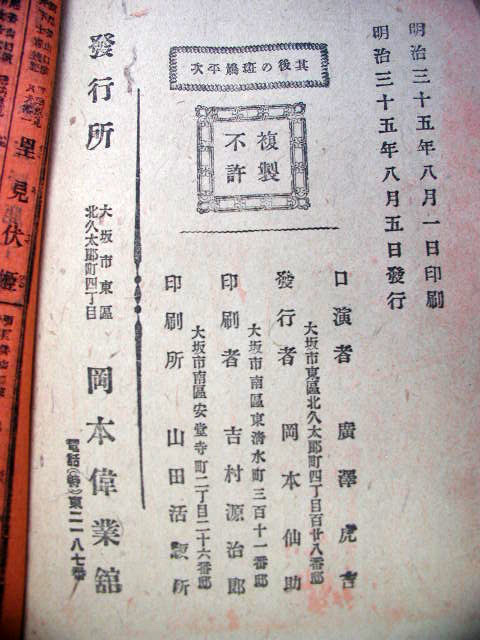 明治三十五年八月一日印刷
明治三十五年八月五日發行
其後の斑鳩平次
複製
不許
口演者 廣澤虎吉
大坂市東區北久太郎町四丁目百廿八番邸
發行者 岡本仙助
大坂市南區東清水町三百十一番邸
印刷者 吉村源治郎
大坂市南區安堂寺町二丁目二十六番邸
印刷所 山田活版所
發行所
大坂市東區
北久太郎町四丁目
岡本偉業舘
電話(特)東二一八七番